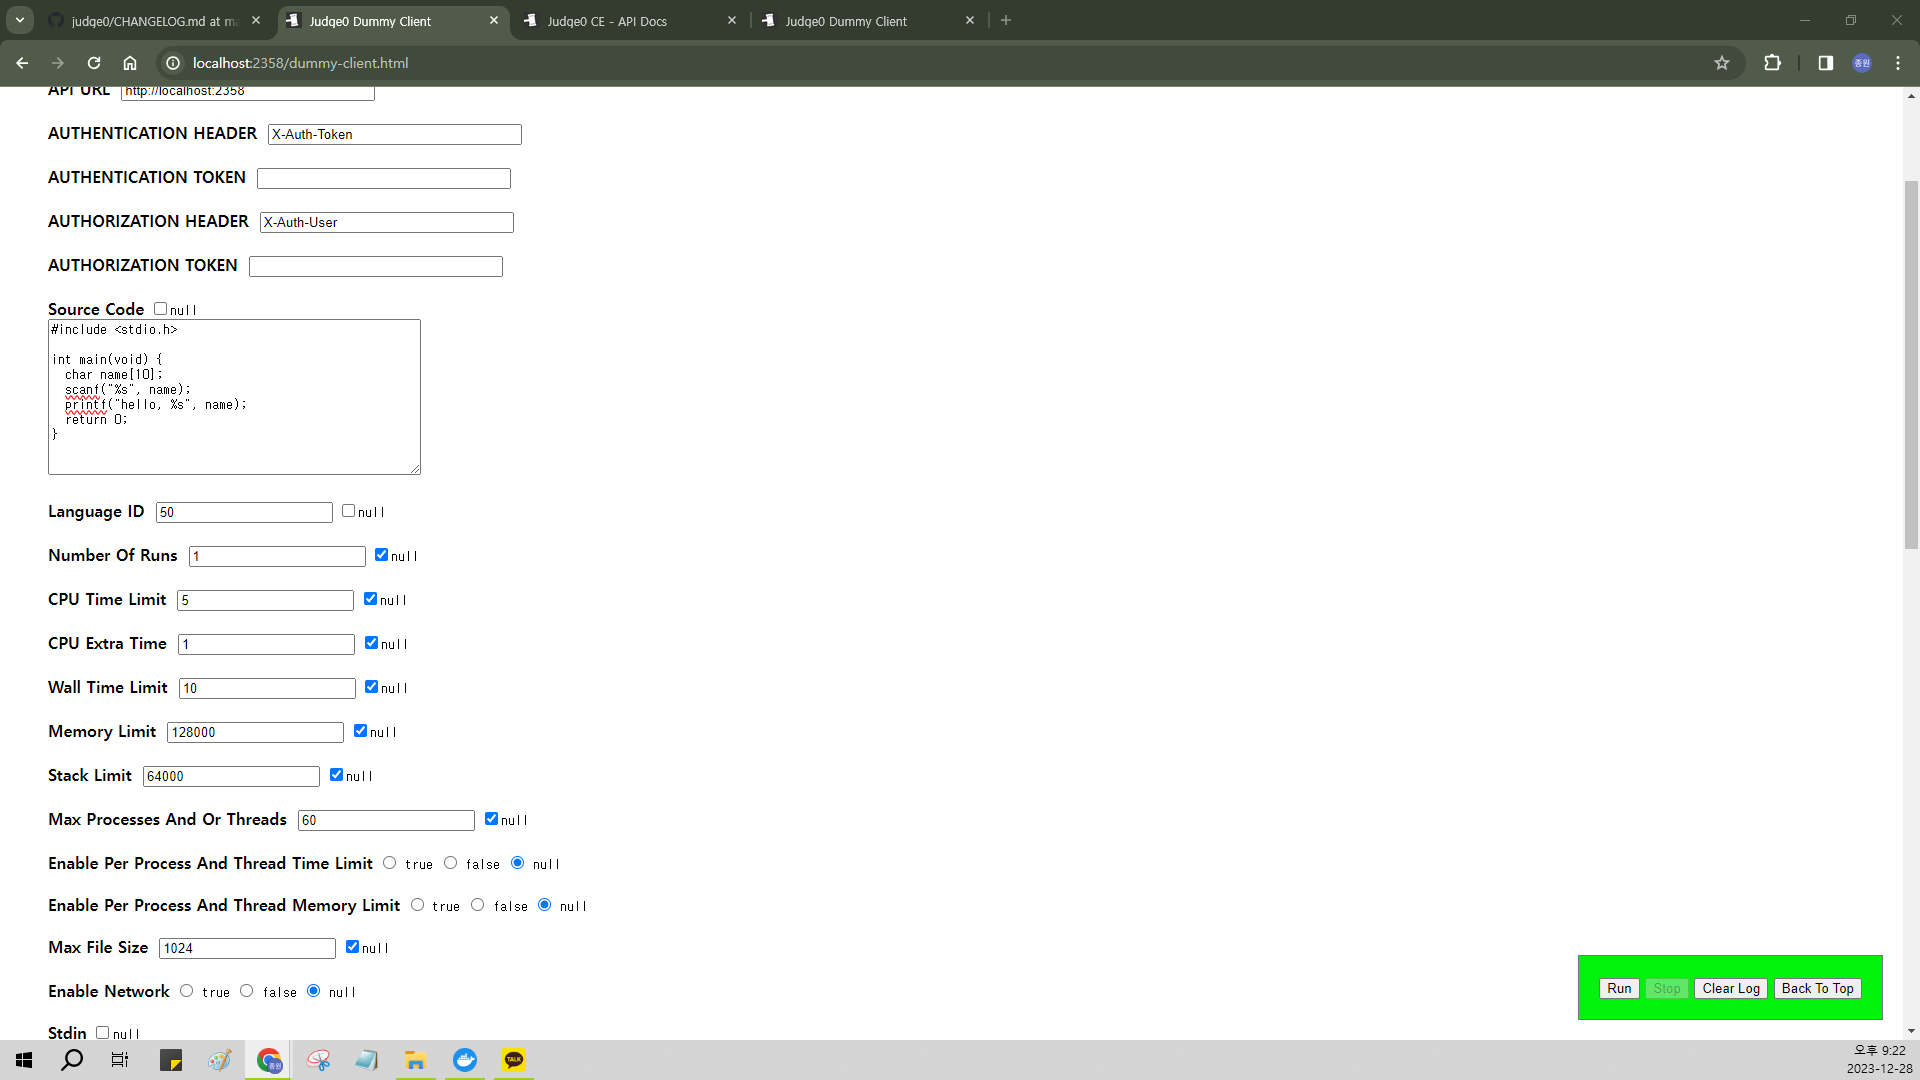 judge0/CHANGELOG.md at ma
Judge0 Dummy Client
Judge0 CE - API Docs
Judge0 Dummy Client
localhost:2358/dummy-client.html
종원
API URL http://localhost:2358
AUTHENTICATION HEADER X-Auth-Token
AUTHENTICATION TOKEN
AUTHORIZATION HEADER X-Auth-User
AUTHORIZATION TOKEN
Source Code null
#include <stdio.h>
int main(void) {
char name[10];
scanf("%s", name);
printf("hello, %s", name);
return 0;
}
Language ID 50 null
Number Of Runs 1 null
CPU Time Limit 5 null
CPU Extra Time 1 null
Wall Time Limit 10 null
Memory Limit 128000 null
Stack Limit 64000 null
Max Processes And Or Threads 60 null
Enable Per Process And Thread Time Limit true false null
Enable Per Process And Thread Memory Limit true false null
Max File Size 1024 null
Enable Network true false null
Run Stop Clear Log Back To Top
Stdin null
종원
TALK
오후 9:22
2023-12-28